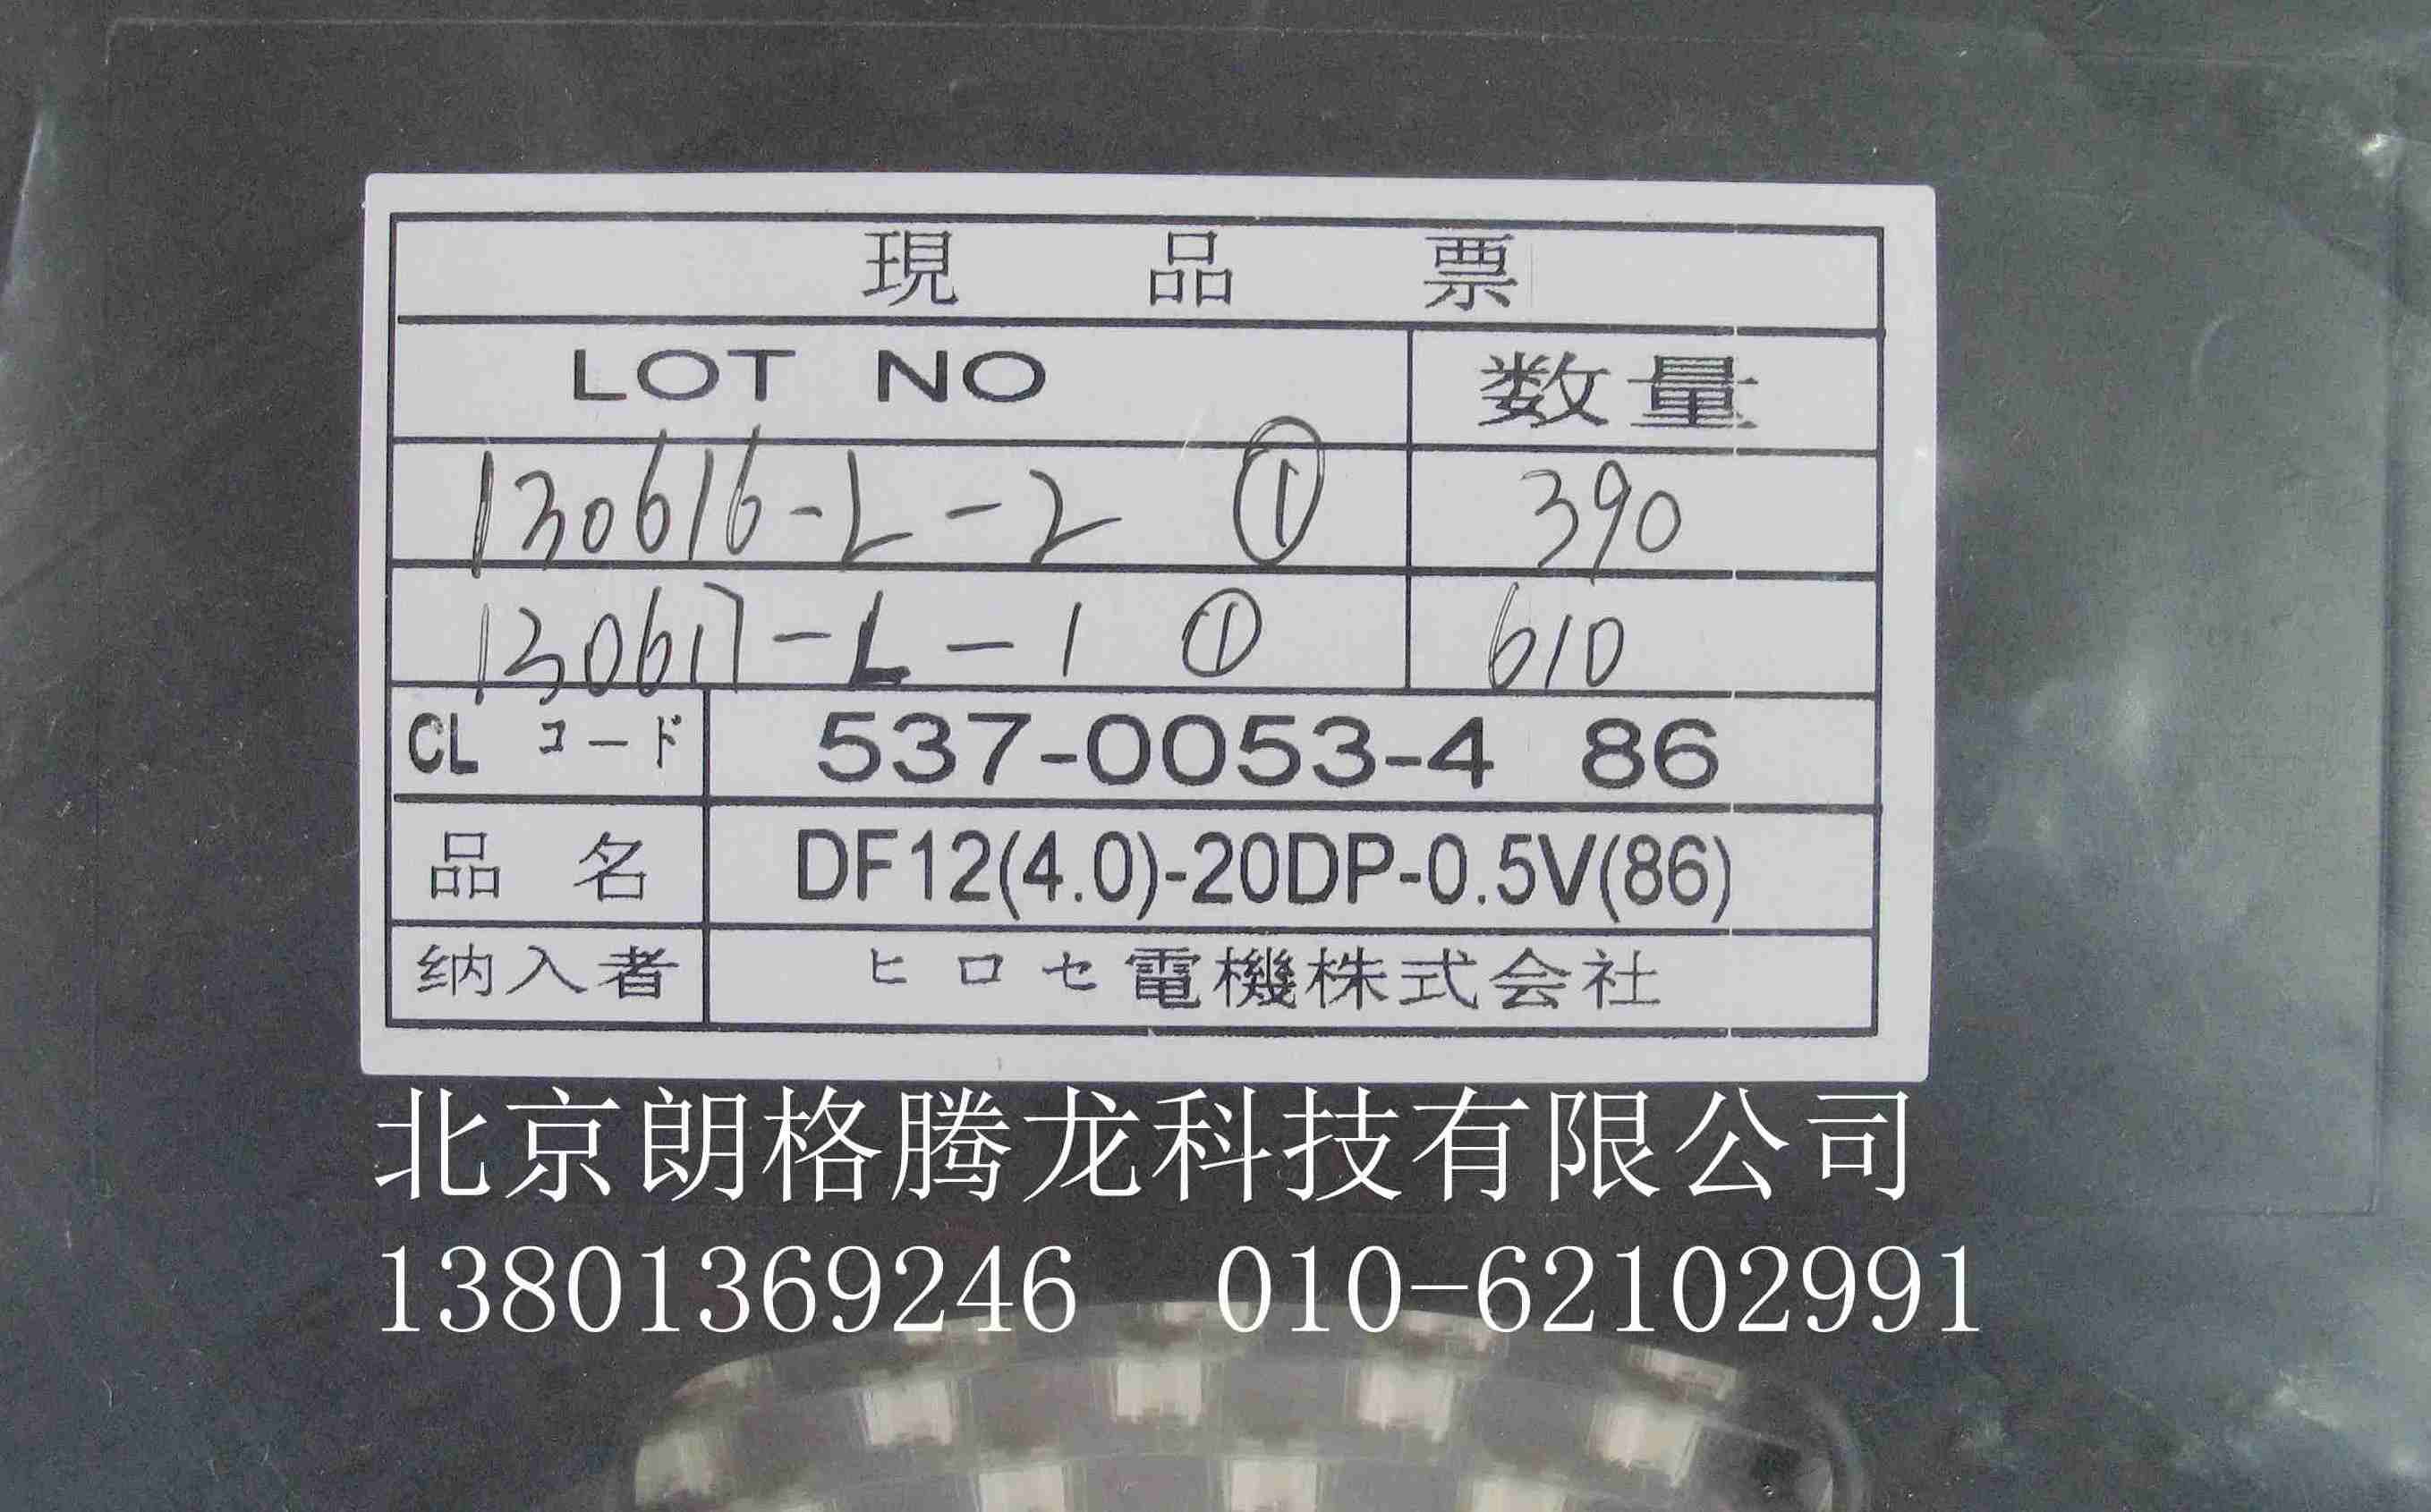 現品票
LOT NO 数量
130616-L-2 ① 390
130617-L-1 ① 610
CL コード 537-0053-4 86
品名 DF12(4.0)-20DP-0.5V(86)
納入者 ヒロセ電機株式会社
北京朗格腾龙科技有限公司
13801369246 010-62102991